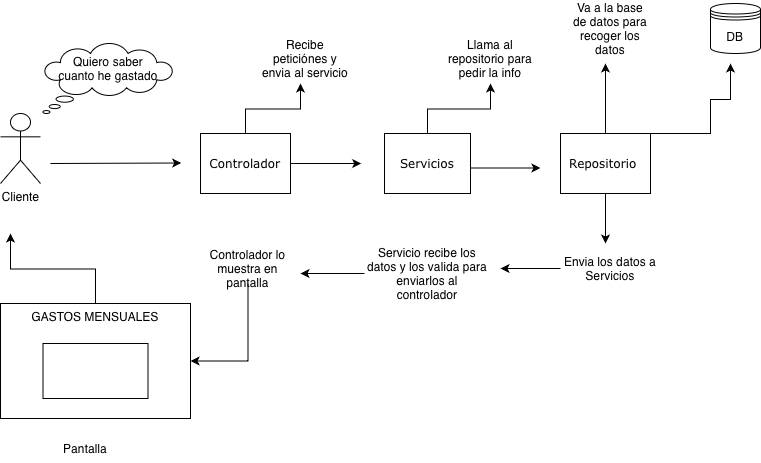 Quiero saber
cuanto he gastado
Cliente
Recibe
peticiónes y
envia al servicio
Llama al
repositorio para
pedir la info
Va a la base
de datos para
recoger los
datos
DB
Controlador
Servicios
Repositorio
Envia los datos a
Servicios
Servicio recibe los
datos y los valida para
enviarlos al
controlador
Controlador lo
muestra en
pantalla
GASTOS MENSUALES
Pantalla